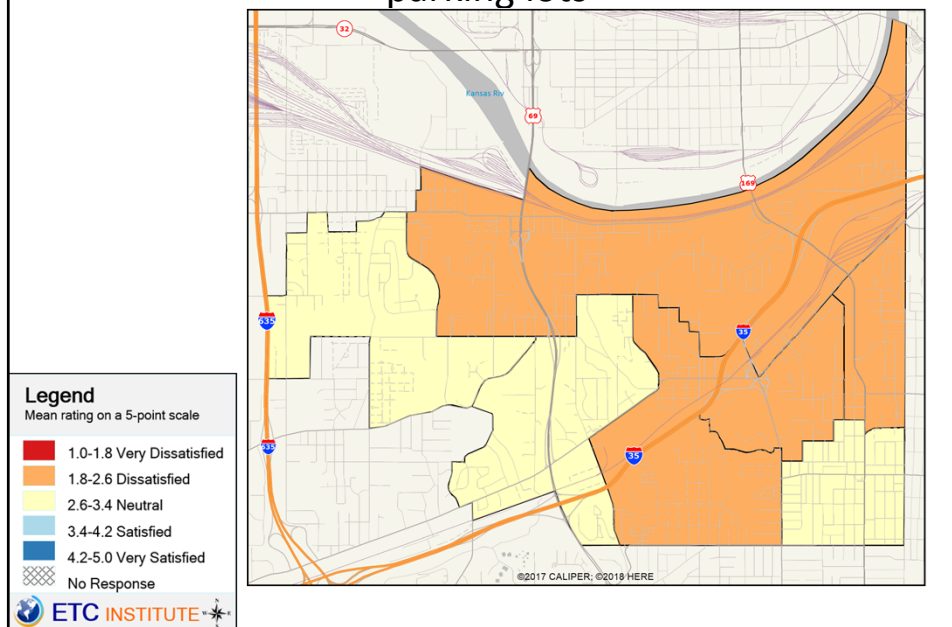 parking lots
32
Kansas Riv
69
169
635
35
635
35
Legend
Mean rating on a 5-point scale
1.0-1.8 Very Dissatisfied
1.8-2.6 Dissatisfied
2.6-3.4 Neutral
3.4-4.2 Satisfied
4.2-5.0 Very Satisfied
No Response
©2017 CALIPER; ©2018 HERE
ETC INSTITUTE